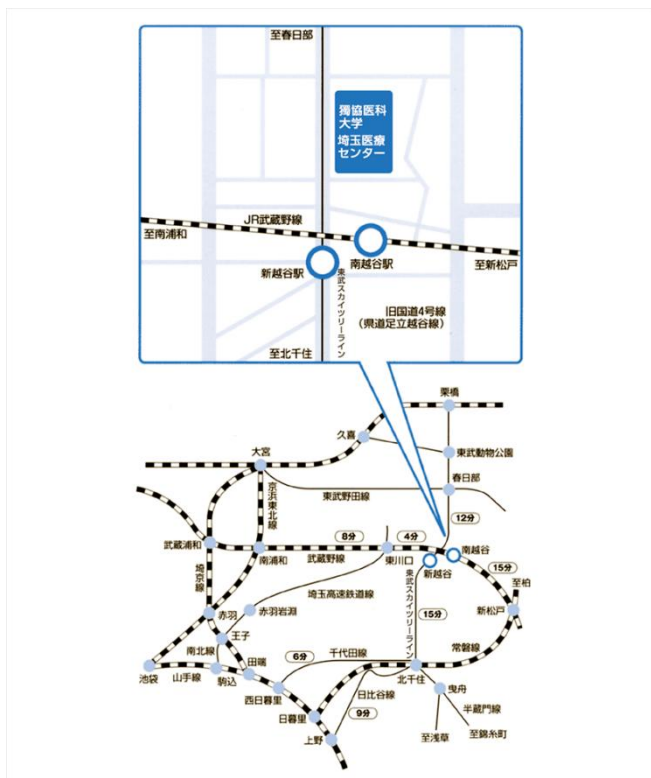 至春日部
獨協医科
大学
埼玉医療
センター
JR武蔵野線
至南浦和
新越谷駅
南越谷駅
至新松戸
東武スカイツリーライン
旧国道4号線
(県道足立越谷線)
至北千住
栗橋
久喜
東武動物公園
大宮
春日部
京浜東北線
東武野田線
12分
武蔵浦和
8分
4分
南越谷
南浦和
武蔵野線
東川口
新越谷
15分
至柏
埼京線
埼玉高速鉄道線
東武スカイツリーライン
15分
新松戸
赤羽
赤羽岩淵
王子
常磐線
南北線
田端
6分
千代田線
池袋
山手線
駒込
西日暮里
日比谷線
北千住
曳舟
日暮里
9分
半蔵門線
上野
至浅草
至錦糸町